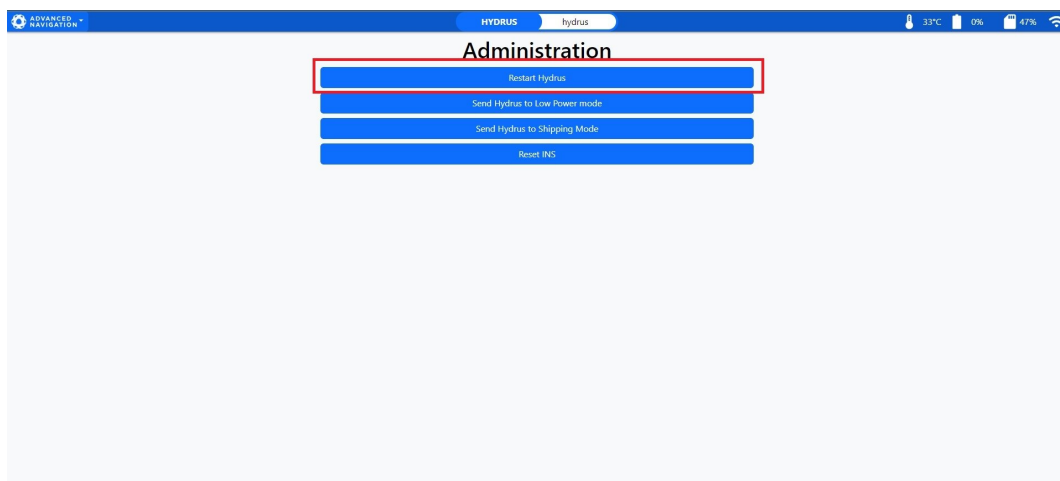 ADVANCED
NAVIGATION
HYDRUS hydrus
33°C 0% 47%
Administration
Restart Hydrus
Send Hydrus to Low Power mode
Send Hydrus to Shipping Mode
Reset INS